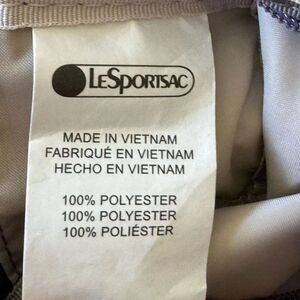 LESPORTSAC
MADE IN VIETNAM
FABRIQUÉ EN VIETNAM
HECHO EN VIETNAM
100% POLYESTER
100% POLYESTER
100% POLIÉSTER